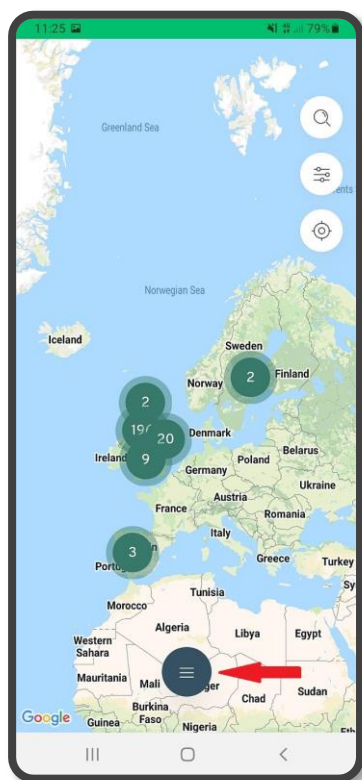 11:25 79%
Greenland Sea
Norwegian Sea
Iceland
Sweden
Finland
Norway
2
2
20
Denmark
Ireland
9
Poland
Belarus
Germany
Ukraine
Austria
France
Romania
Italy
3
Greece
Turkey
Tunisia
Morocco
Algeria
Libya
Egypt
Western
Sahara
Mauritania
Mali
Chad
Sudan
Burkina
Faso
Google
Guinea
Nigeria